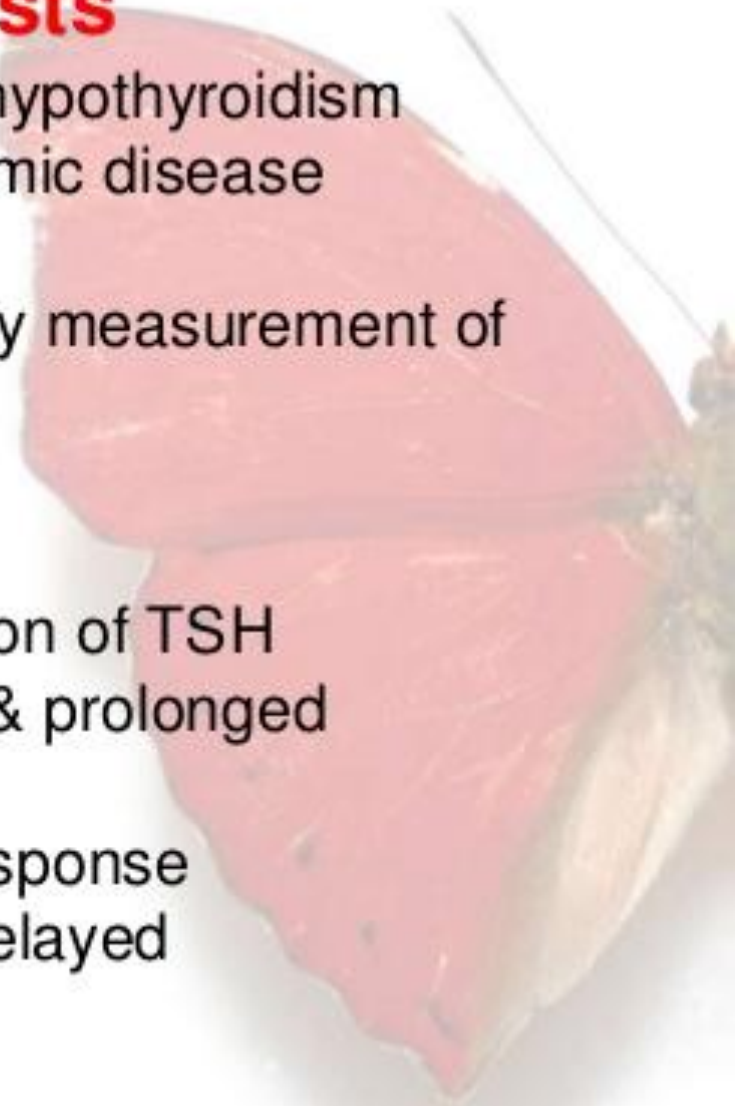 sts
hypothyroidism
mic disease
y measurement of
on of TSH
& prolonged
sponse
elayed